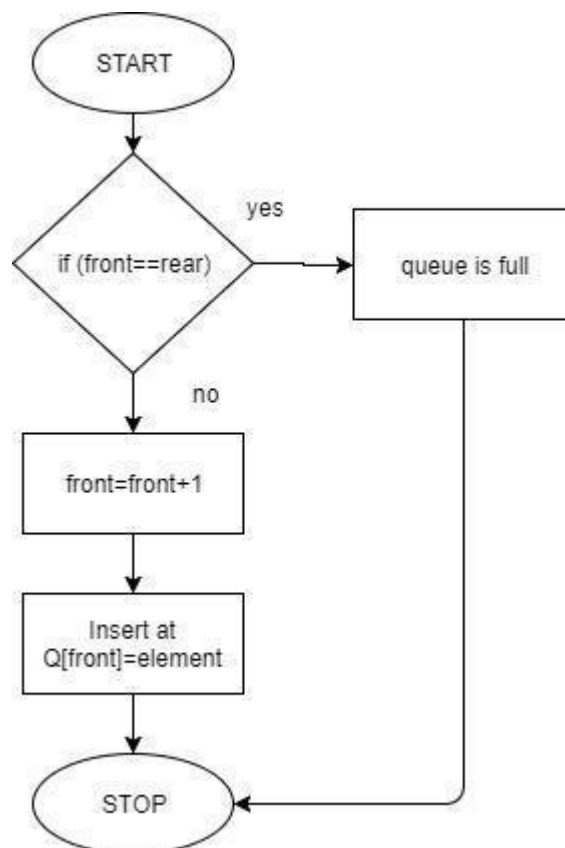 START
yes
if (front==rear)
queue is full
no
front=front+1
Insert at
Q[front]=element
STOP